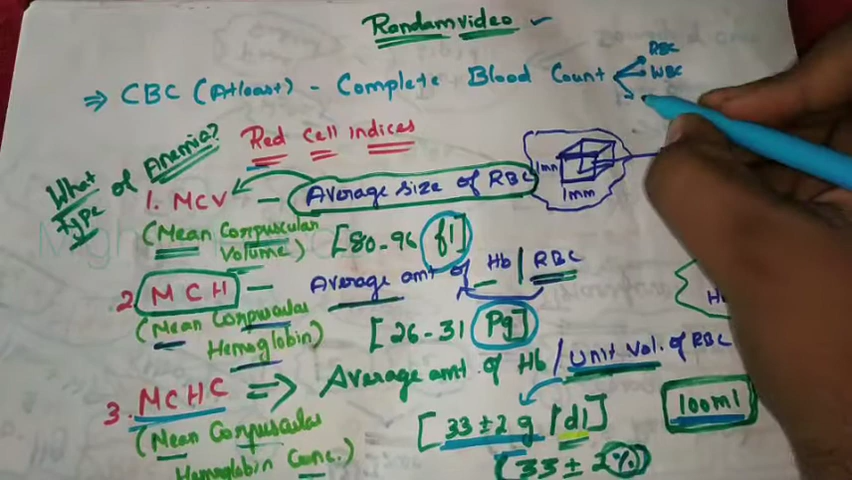 Randam video
⇒ CBC (Atleast) - Complete Blood Count
RBC
WBC
What type of Anemia?
Red Cell indices
1. MCV - Average size of RBC
1mm
1mm
(Mean Corpuscular Volume)
[80-96 fl]
2 MCH - Average amt of Hb | RBC
(Mean Corpuscular Hemoglobin)
[26-31 Pg]
3. MCHC ⇒ Average amt. of Hb / Unit Vol. of RBC
(Mean Corpuscular Hemoglobin Conc.)
[33 ± 2 g / dl]
100ml
(33 ± 2 %)